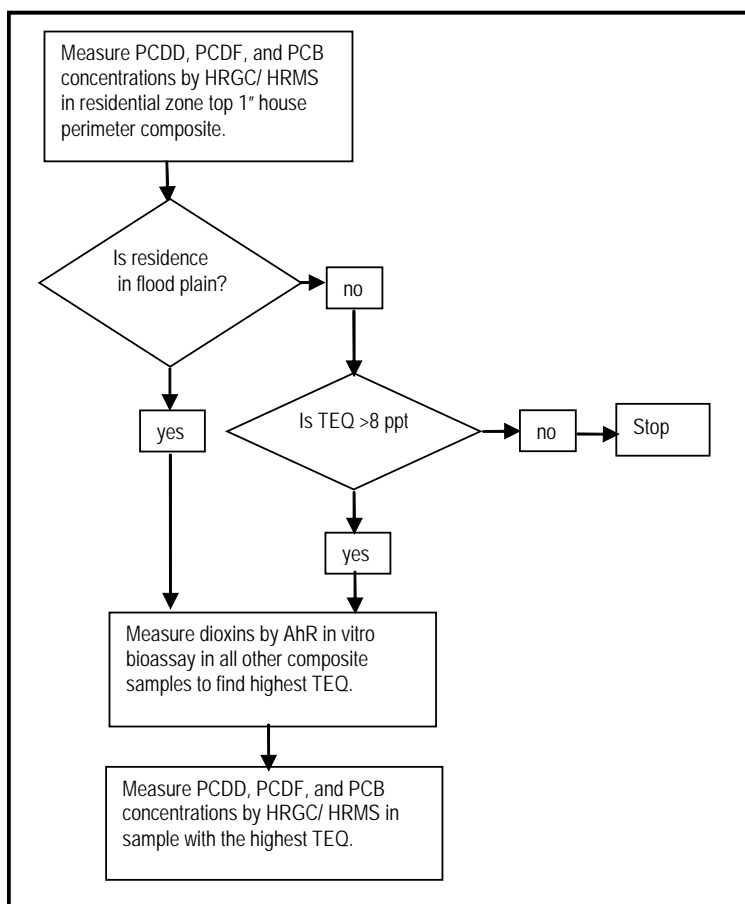 Measure PCDD, PCDF, and PCB
concentrations by HRGC/ HRMS
in residential zone top 1” house
perimeter composite.
Is residence
in flood plain?
no
yes
Is TEQ >8 ppt
no
Stop
yes
Measure dioxins by AhR in vitro
bioassay in all other composite
samples to find highest TEQ.
Measure PCDD, PCDF, and PCB
concentrations by HRGC/ HRMS in
sample with the highest TEQ.